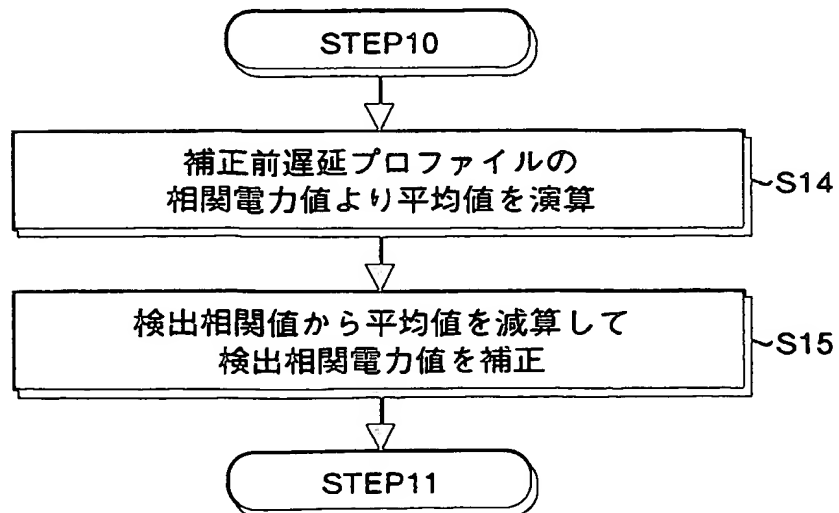 STEP10
補正前遅延プロファイルの
相関電力値より平均値を演算
~S14
検出相関値から平均値を減算して
検出相関電力値を補正
~S15
STEP11